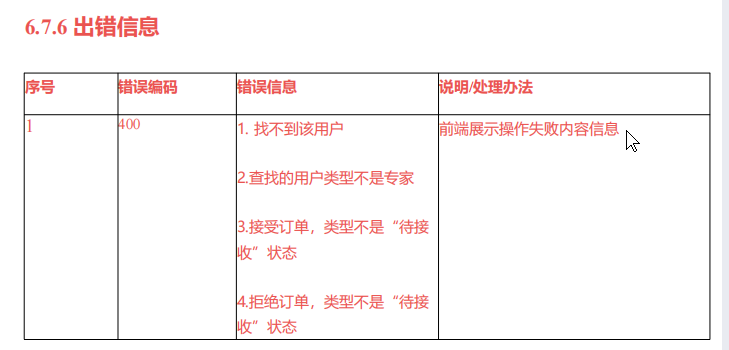 6.7.6 出错信息
序号 错误编码 错误信息 说明/处理办法
1 400 1. 找不到该用户 前端展示操作失败内容信息
2.查找的用户类型不是专家
3.接受订单，类型不是“待接
收”状态
4.拒绝订单，类型不是“待接
收”状态